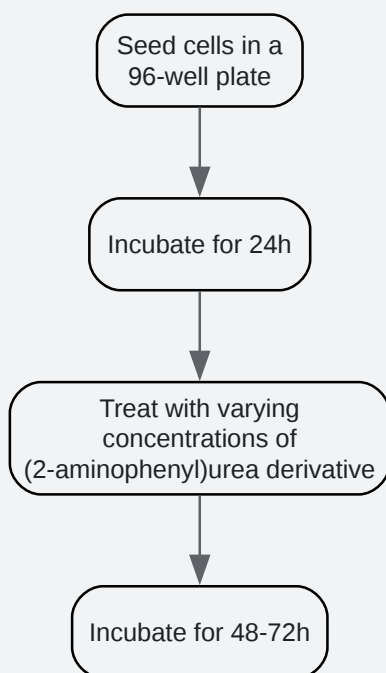 Seed cells in a
96-well plate
Incubate for 24h
Treat with varying
concentrations of
(2-aminophenyl)urea derivative
Incubate for 48-72h